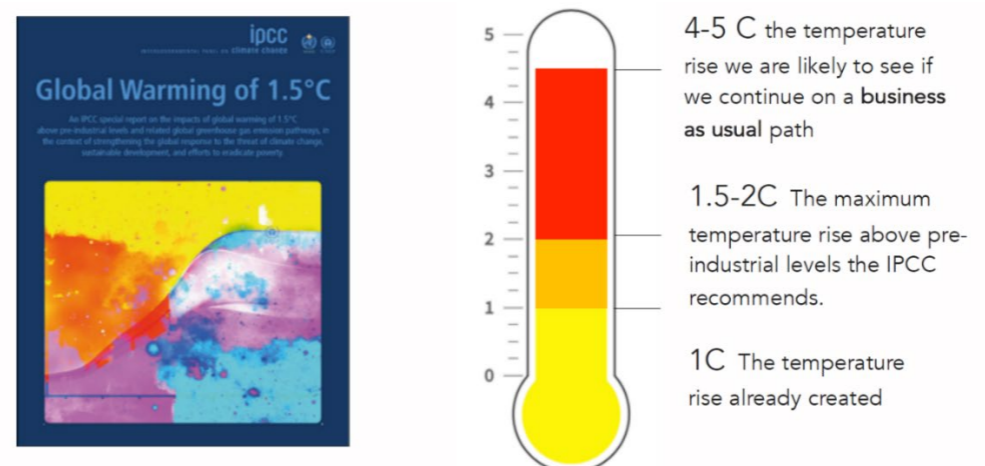 ipcc
INTERGOVERNMENTAL PANEL ON climate change
Global Warming of 1.5°C
An IPCC special report on the impacts of global warming of 1.5°C
above pre-industrial levels and related global greenhouse gas emission pathways, in
the context of strengthening the global response to the threat of climate change,
sustainable development, and efforts to eradicate poverty.
5
4
3
2
1
0
4-5 C the temperature
rise we are likely to see if
we continue on a business
as usual path
1.5-2C The maximum
temperature rise above pre-
industrial levels the IPCC
recommends.
1C The temperature
rise already created